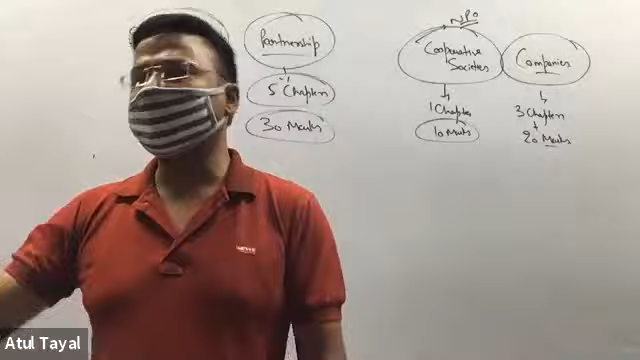 Partnership
5 Chapters
30 Marks
NPO
Cooperative
Societies
1 Chapter
10 Marks
Companies
3 Chapters
+
20 Marks
Atul Tayal